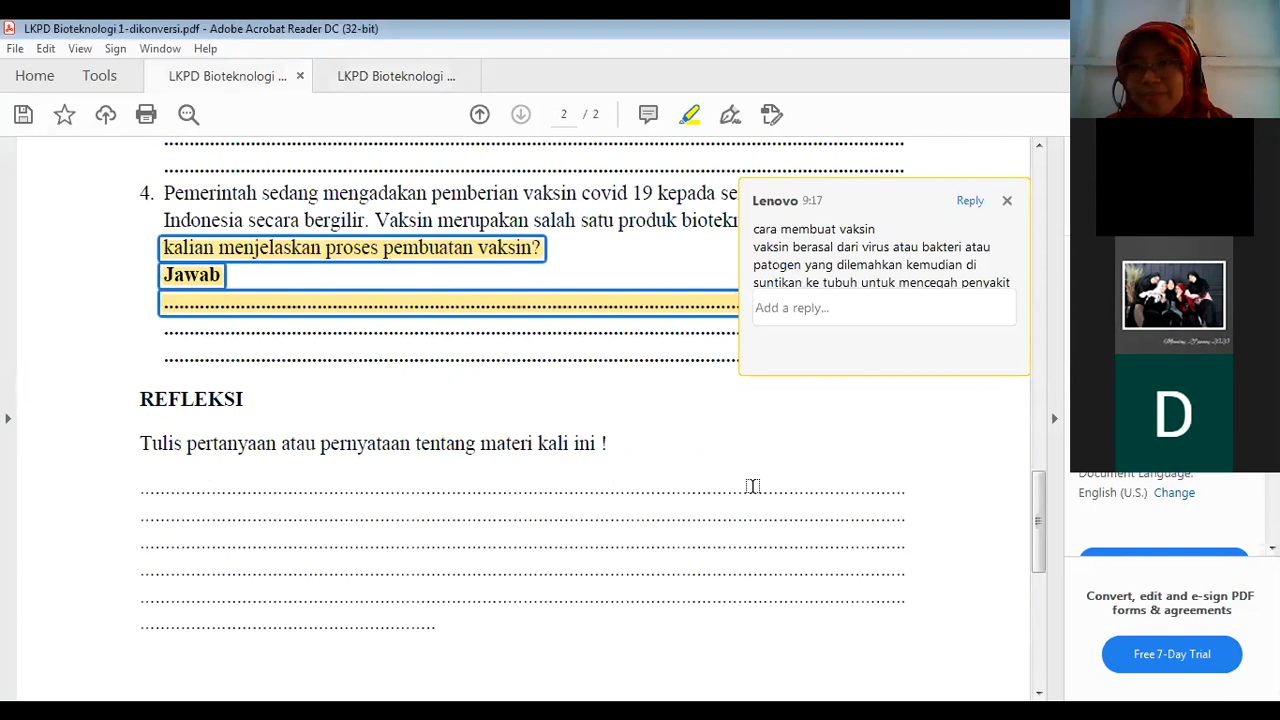 LKPD Bioteknologi 1-dikonversi.pdf - Adobe Acrobat Reader DC (32-bit)
File Edit View Sign Window Help
Home Tools LKPD Bioteknologi ... × LKPD Bioteknologi ...
2 / 2
4. Pemerintah sedang mengadakan pemberian vaksin covid 19 kepada
Indonesia secara bergilir. Vaksin merupakan salah satu produk
kalian menjelaskan proses pembuatan vaksin?
Jawab
Lenovo 9:17 Reply
cara membuat vaksin
vaksin berasal dari virus atau bakteri atau
patogen yang dilemahkan kemudian di
suntikan ke tubuh untuk mencegah penyakit
Add a reply...
REFLEKSI
Tulis pertanyaan atau pernyataan tentang materi kali ini !
D
Document Language:
English (U.S.) Change
Convert, edit and e-sign PDF
forms & agreements
Free 7-Day Trial